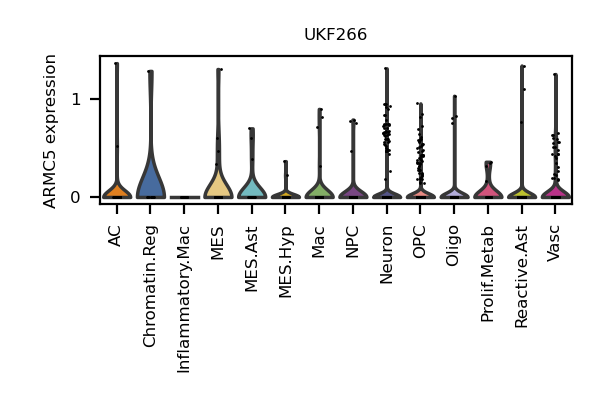 UKF266
ARMC5 expression
1
0
AC
Chromatin.Reg
Inflammatory.Mac
MES
MES.Ast
MES.Hyp
Mac
NPC
Neuron
OPC
Oligo
Prolif.Metab
Reactive.Ast
Vasc